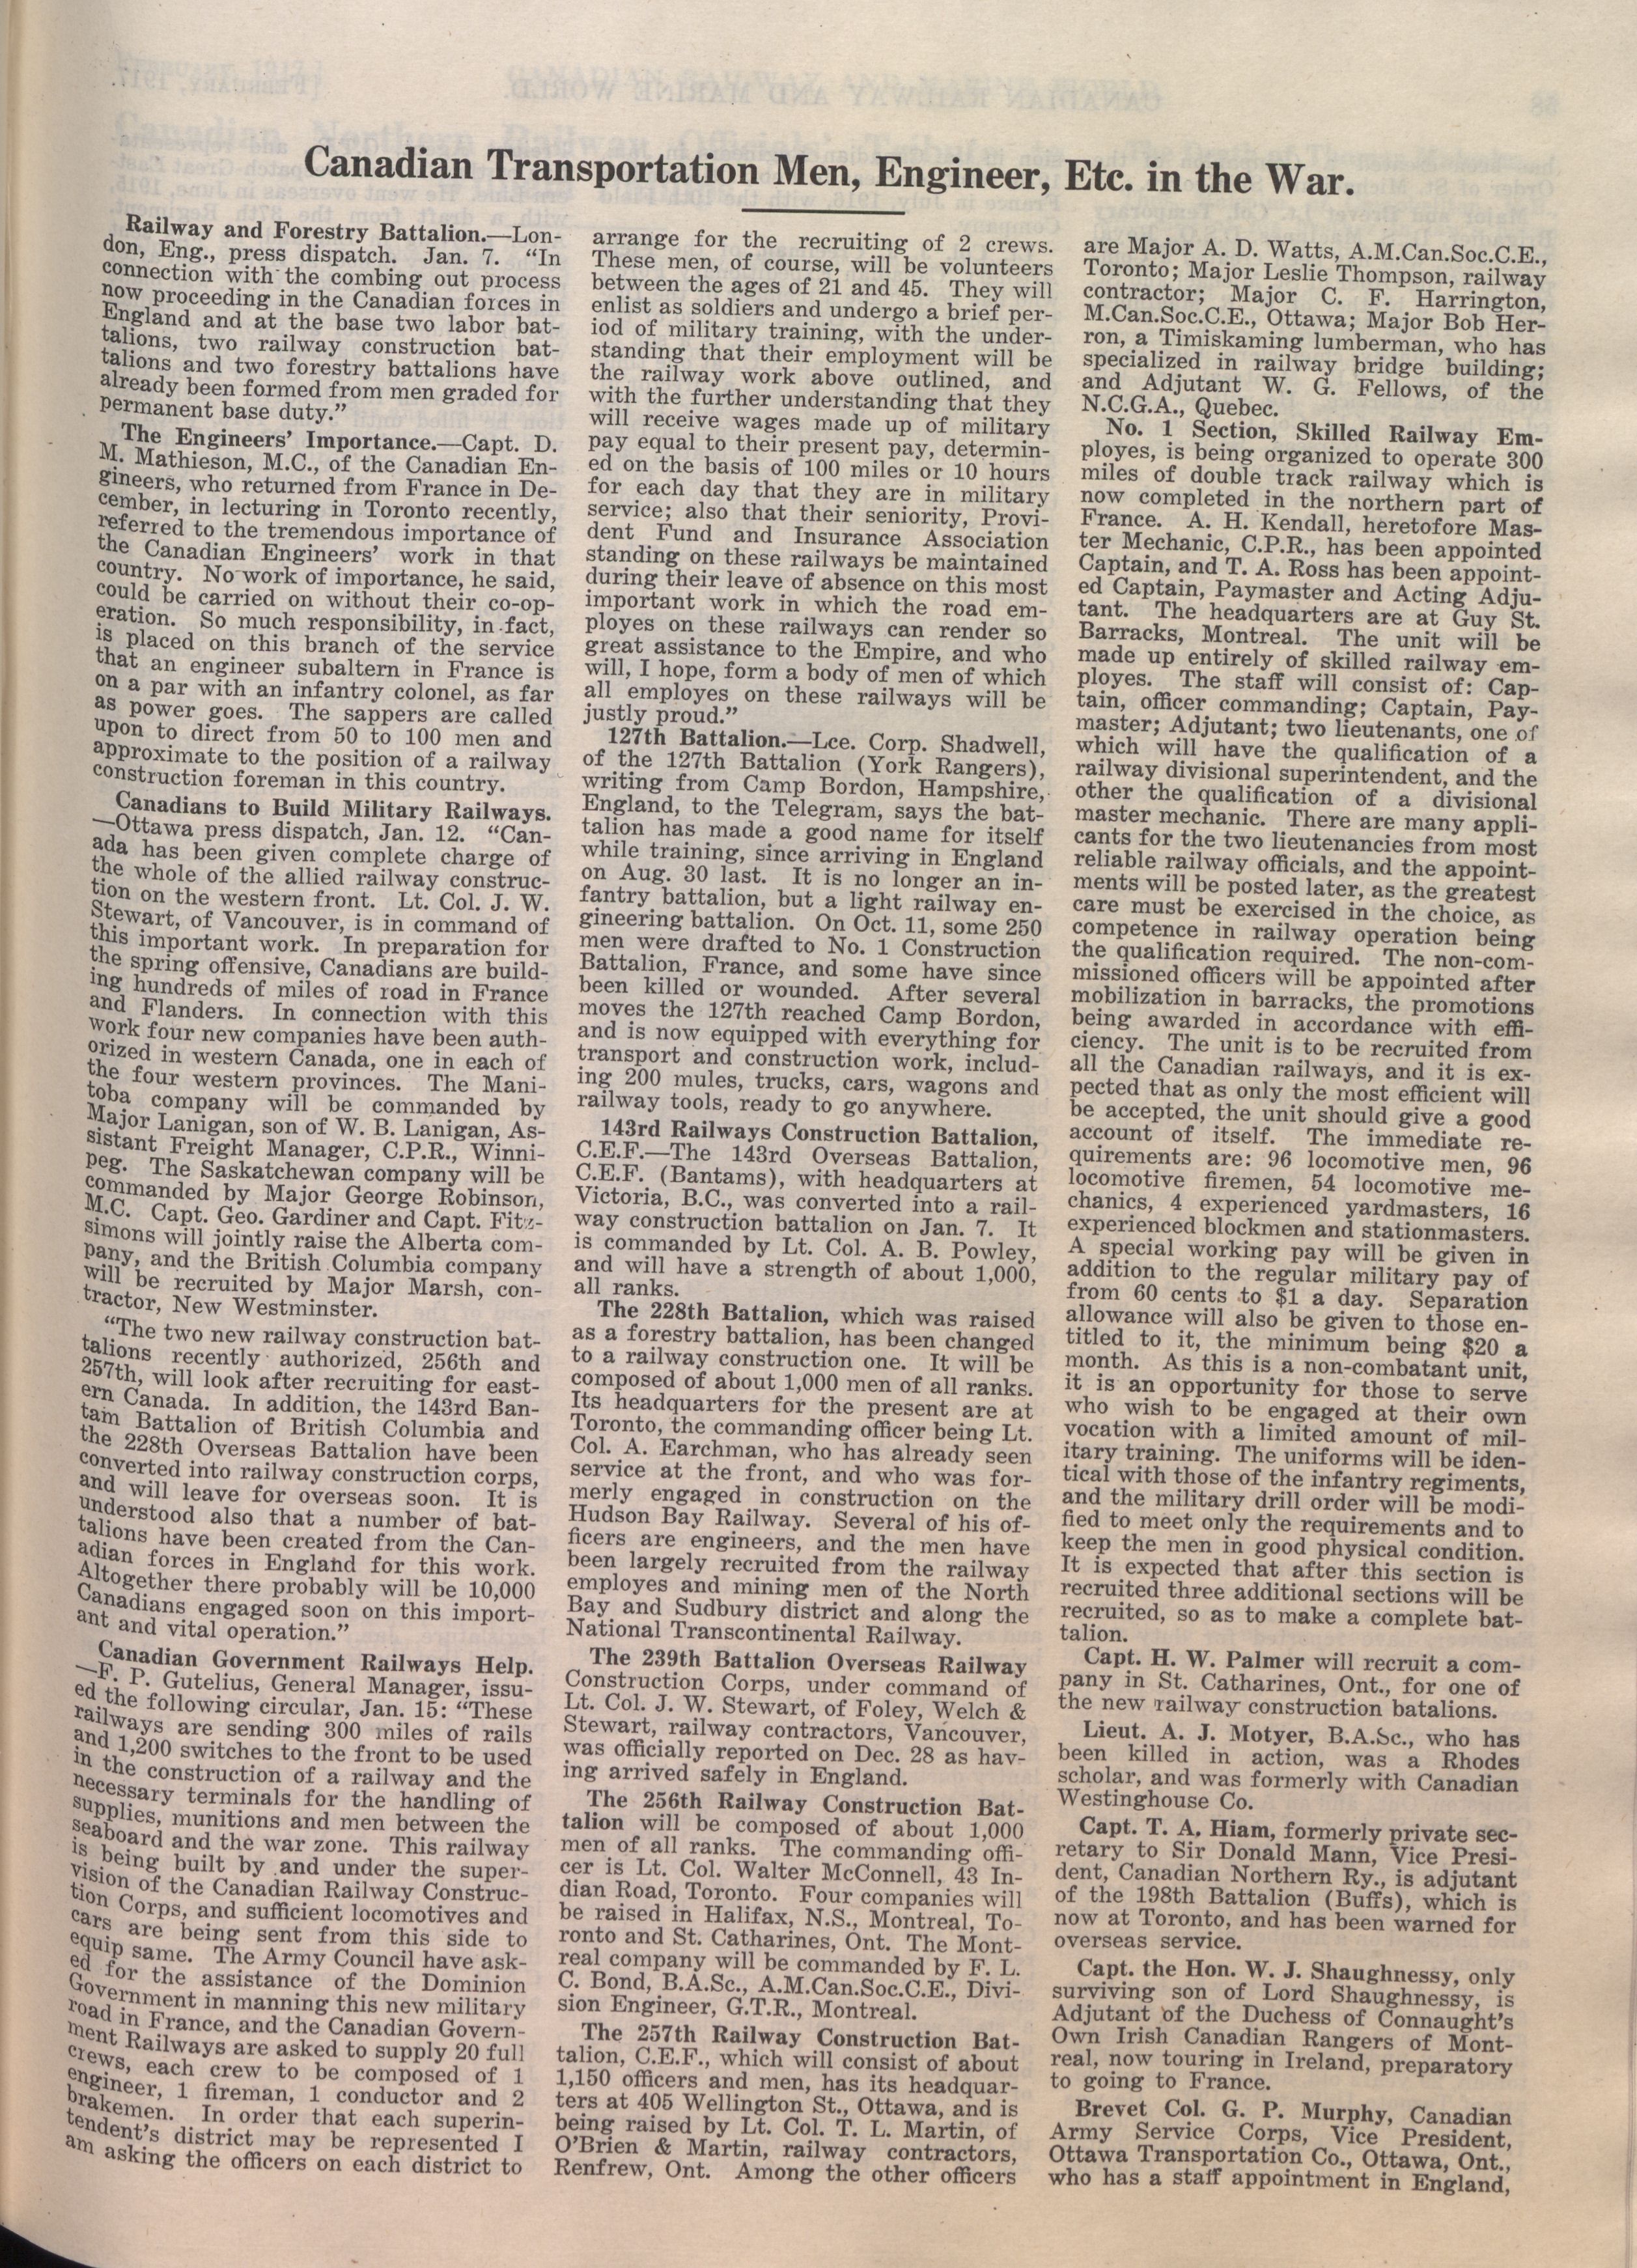 Canadian Transportation Men, Engineer, Etc. in the War.
Railway and Forestry Battalion.—Lon-
don, Eng., press dispatch. Jan. 7. “In
connection with the combing out process
now proceeding in the Canadian forces in
England and at the base two labor bat-
talions, two railway construction bat-
talions and two forestry battalions have
already been formed from men graded for
permanent base duty.”
The Engineers’ Importance.—Capt. D.
M. Mathieson, M.C., of the Canadian En-
gineers, who returned from France in De-
cember, in lecturing in Toronto recently,
referred to the tremendous importance of
the Canadian Engineers’ work in that
country. No work of importance, he said,
could be carried on without their co-op-
eration. So much responsibility, in fact,
is placed on this branch of the service
that an engineer subaltern in France is
on a par with an infantry colonel, as far
as power goes. The sappers are called
upon to direct from 50 to 100 men and
approximate to the position of a railway
construction foreman in this country.
Canadians to Build Military Railways.
—Ottawa press dispatch, Jan. 12. “Can-
ada has been given complete charge of
the whole of the allied railway construc-
tion on the western front. Lt. Col. J. W.
Stewart, of Vancouver, is in command of
this important work. In preparation for
the spring offensive, Canadians are build-
ing hundreds of miles of road in France
and Flanders. In connection with this
work four new companies have been auth-
orized in western Canada, one in each of
the four western provinces. The Mani-
toba company will be commanded by
Major Lanigan, son of W. B. Lanigan, As-
sistant Freight Manager, C.P.R., Winni-
peg. The Saskatchewan company will be
commanded by Major George Robinson,
M.C. Capt. Geo. Gardiner and Capt. Fitz-
simons will jointly raise the Alberta com-
pany, and the British Columbia company
will be recruited by Major Marsh, con-
tractor, New Westminster.
“The two new railway construction bat-
talions recently authorized, 256th and
257th, will look after recruiting for east-
ern Canada. In addition, the 143rd Ban-
tam Battalion of British Columbia and
the 228th Overseas Battalion have been
converted into railway construction corps,
and will leave for overseas soon. It is
understood also that a number of bat-
talions have been created from the Can-
adian forces in England for this work.
Altogether there probably will be 10,000
Canadians engaged soon on this import-
ant and vital operation.”
Canadian Government Railways Help.
—F. P. Gutelius, General Manager, issu-
ed the following circular, Jan. 15: “These
railways are sending 300 miles of rails
and 1,200 switches to the front to be used
in the construction of a railway and the
necessary terminals for the handling of
supplies, munitions and men between the
seaboard and the war zone. This railway
is being built by and under the super-
vision of the Canadian Railway Construc-
tion Corps, and sufficient locomotives and
cars are being sent from this side to
equip same. The Army Council have ask-
ed for the assistance of the Dominion
Government in manning this new military
road in France, and the Canadian Govern-
ment Railways are asked to supply 20 full
crews, each crew to be composed of 1
engineer, 1 fireman, 1 conductor and 2
brakemen. In order that each superin-
tendent’s district may be represented I
am asking the officers on each district to
arrange for the recruiting of 2 crews.
These men, of course, will be volunteers
between the ages of 21 and 45. They will
enlist as soldiers and undergo a brief per-
iod of military training, with the under-
standing that their employment will be
the railway work above outlined, and
with the further understanding that they
will receive wages made up of military
pay equal to their present pay, determin-
ed on the basis of 100 miles or 10 hours
for each day that they are in military
service; also that their seniority, Provi-
dent Fund and Insurance Association
standing on these railways be maintained
during their leave of absence on this most
important work in which the road em-
ployes on these railways can render so
great assistance to the Empire, and who
will, I hope, form a body of men of which
all employes on these railways will be
justly proud.”
127th Battalion.—Lce. Corp. Shadwell,
of the 127th Battalion (York Rangers),
writing from Camp Bordon, Hampshire,
England, to the Telegram, says the bat-
talion has made a good name for itself
while training, since arriving in England
on Aug. 30 last. It is no longer an in-
fantry battalion, but a light railway en-
gineering battalion. On Oct. 11, some 250
men were drafted to No. 1 Construction
Battalion, France, and some have since
been killed or wounded. After several
moves the 127th reached Camp Bordon,
and is now equipped with everything for
transport and construction work, includ-
ing 200 mules, trucks, cars, wagons and
railway tools, ready to go anywhere.
143rd Railways Construction Battalion,
C.E.F.—The 143rd Overseas Battalion,
C.E.F. (Bantams), with headquarters at
Victoria, B.C., was converted into a rail-
way construction battalion on Jan. 7. It
is commanded by Lt. Col. A. B. Powley,
and will have a strength of about 1,000,
all ranks.
The 228th Battalion, which was raised
as a forestry battalion, has been changed
to a railway construction one. It will be
composed of about 1,000 men of all ranks.
Its headquarters for the present are at
Toronto, the commanding officer being Lt.
Col. A. Earchman, who has already seen
service at the front, and who was for-
merly engaged in construction on the
Hudson Bay Railway. Several of his of-
ficers are engineers, and the men have
been largely recruited from the railway
employes and mining men of the North
Bay and Sudbury district and along the
National Transcontinental Railway.
The 239th Battalion Overseas Railway
Construction Corps, under command of
Lt. Col. J. W. Stewart, of Foley, Welch &
Stewart, railway contractors, Vancouver,
was officially reported on Dec. 28 as hav-
ing arrived safely in England.
The 256th Railway Construction Bat-
talion will be composed of about 1,000
men of all ranks. The commanding offi-
cer is Lt. Col. Walter McConnell, 43 In-
dian Road, Toronto. Four companies will
be raised in Halifax, N.S., Montreal, To-
ronto and St. Catharines, Ont. The Mont-
real company will be commanded by F. L.
C. Bond, B.A.Sc., A.M.Can.Soc.C.E., Divi-
sion Engineer, G.T.R., Montreal.
The 257th Railway Construction Bat-
talion, C.E.F., which will consist of about
1,150 officers and men, has its headquar-
ters at 405 Wellington St., Ottawa, and is
being raised by Lt. Col. T. L. Martin, of
O’Brien & Martin, railway contractors,
Renfrew, Ont. Among the other officers
are Major A. D. Watts, A.M.Can.Soc.C.E.,
Toronto; Major Leslie Thompson, railway
contractor; Major C. F. Harrington,
M.Can.Soc.C.E., Ottawa; Major Bob Her-
ron, a Timiskaming lumberman, who has
specialized in railway bridge building;
and Adjutant W. G. Fellows, of the
N.C.G.A., Quebec.
No. 1 Section, Skilled Railway Em-
ployes, is being organized to operate 300
miles of double track railway which is
now completed in the northern part of
France. A. H. Kendall, heretofore Mas-
ter Mechanic, C.P.R., has been appointed
Captain, and T. A. Ross has been appoint-
ed Captain, Paymaster and Acting Adju-
tant. The headquarters are at Guy St.
Barracks, Montreal. The unit will be
made up entirely of skilled railway em-
ployes. The staff will consist of: Cap-
tain, officer commanding; Captain, Pay-
master; Adjutant; two lieutenants, one of
which will have the qualification of a
railway divisional superintendent, and the
other the qualification of a divisional
master mechanic. There are many appli-
cants for the two lieutenancies from most
reliable railway officials, and the appoint-
ments will be posted later, as the greatest
care must be exercised in the choice, as
competence in railway operation being
the qualification required. The non-com-
missioned officers will be appointed after
mobilization in barracks, the promotions
being awarded in accordance with effi-
ciency. The unit is to be recruited from
all the Canadian railways, and it is ex-
pected that as only the most efficient will
be accepted, the unit should give a good
account of itself. The immediate re-
quirements are: 96 locomotive men, 96
locomotive firemen, 54 locomotive me-
chanics, 4 experienced yardmasters, 16
experienced blockmen and stationmasters.
A special working pay will be given in
addition to the regular military pay of
from 60 cents to $1 a day. Separation
allowance will also be given to those en-
titled to it, the minimum being $20 a
month. As this is a non-combatant unit,
it is an opportunity for those to serve
who wish to be engaged at their own
vocation with a limited amount of mil-
itary training. The uniforms will be iden-
tical with those of the infantry regiments,
and the military drill order will be modi-
fied to meet only the requirements and to
keep the men in good physical condition.
It is expected that after this section is
recruited three additional sections will be
recruited, so as to make a complete bat-
talion.
Capt. H. W. Palmer will recruit a com-
pany in St. Catharines, Ont., for one of
the new railway construction batalions.
Lieut. A. J. Motyer, B.A.Sc., who has
been killed in action, was a Rhodes
scholar, and was formerly with Canadian
Westinghouse Co.
Capt. T. A. Hiam, formerly private sec-
retary to Sir Donald Mann, Vice Presi-
dent, Canadian Northern Ry., is adjutant
of the 198th Battalion (Buffs), which is
now at Toronto, and has been warned for
overseas service.
Capt. the Hon. W. J. Shaughnessy, only
surviving son of Lord Shaughnessy, is
Adjutant of the Duchess of Connaught’s
Own Irish Canadian Rangers of Mont-
real, now touring in Ireland, preparatory
to going to France.
Brevet Col. G. P. Murphy, Canadian
Army Service Corps, Vice President,
Ottawa Transportation Co., Ottawa, Ont.,
who has a staff appointment in England,